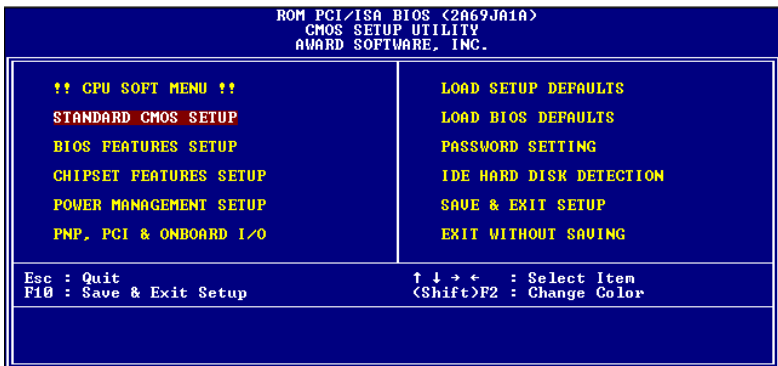 ROM PCI/ISA BIOS (2A69JA1A)
CMOS SETUP UTILITY
AWARD SOFTWARE, INC.
!! CPU SOFT MENU !!
STANDARD CMOS SETUP
BIOS FEATURES SETUP
CHIPSET FEATURES SETUP
POWER MANAGEMENT SETUP
PNP, PCI & ONBOARD I/O
LOAD SETUP DEFAULTS
LOAD BIOS DEFAULTS
PASSWORD SETTING
IDE HARD DISK DETECTION
SAVE & EXIT SETUP
EXIT WITHOUT SAVING
Esc : Quit
F10 : Save & Exit Setup
↑ ↓ → ← : Select Item
(Shift)F2 : Change Color